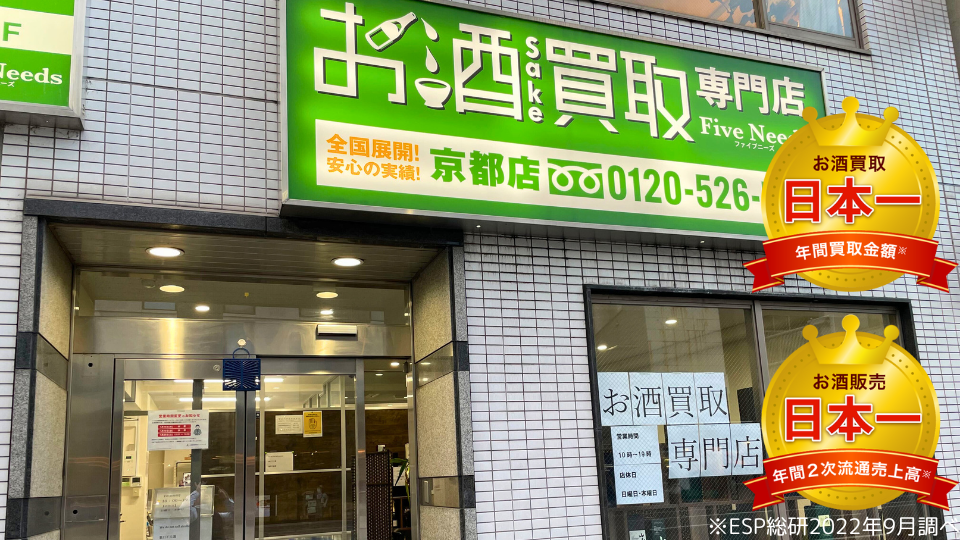 F
Needs
ーズ
お酒買取専門店
sake
Five Need
ファイブニーズ
全国展開!
安心の実績!
京都店
0120-526-
お酒買取
日本一
年間買取金額※
お酒販売
日本一
年間2次流通売上高※
お酒買取
専門店
営業時間
10時~19時
店休日
日曜日・木曜日
※ESP総研2022年9月調べ